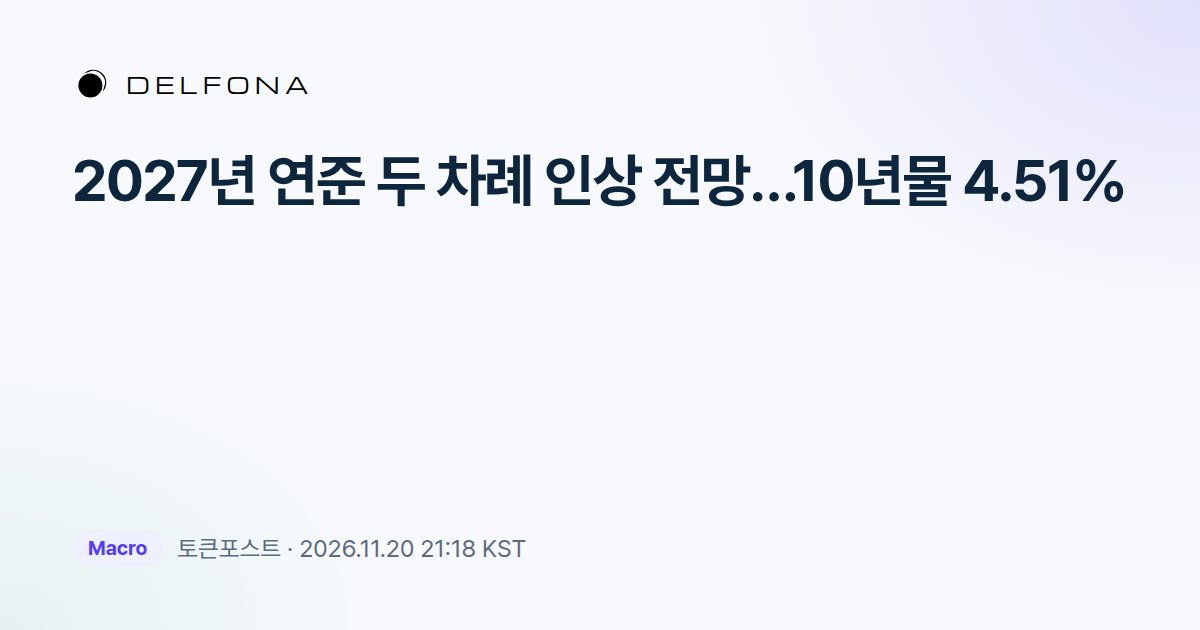 DELFONA
2027년 연준 두 차례 인상 전망...10년물 4.51%
Macro 토큰포스트 · 2026.11.20 21:18 KST